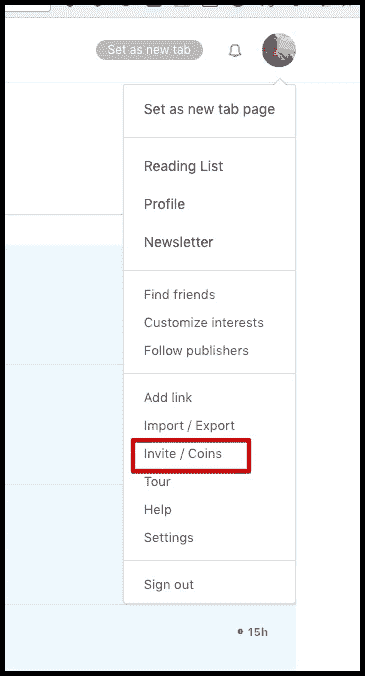 Set as new tab
Set as new tab page
Reading List
Profile
Newsletter
Find friends
Customize interests
Follow publishers
Add link
Import / Export
Invite / Coins
Tour
Help
Settings
Sign out
15h